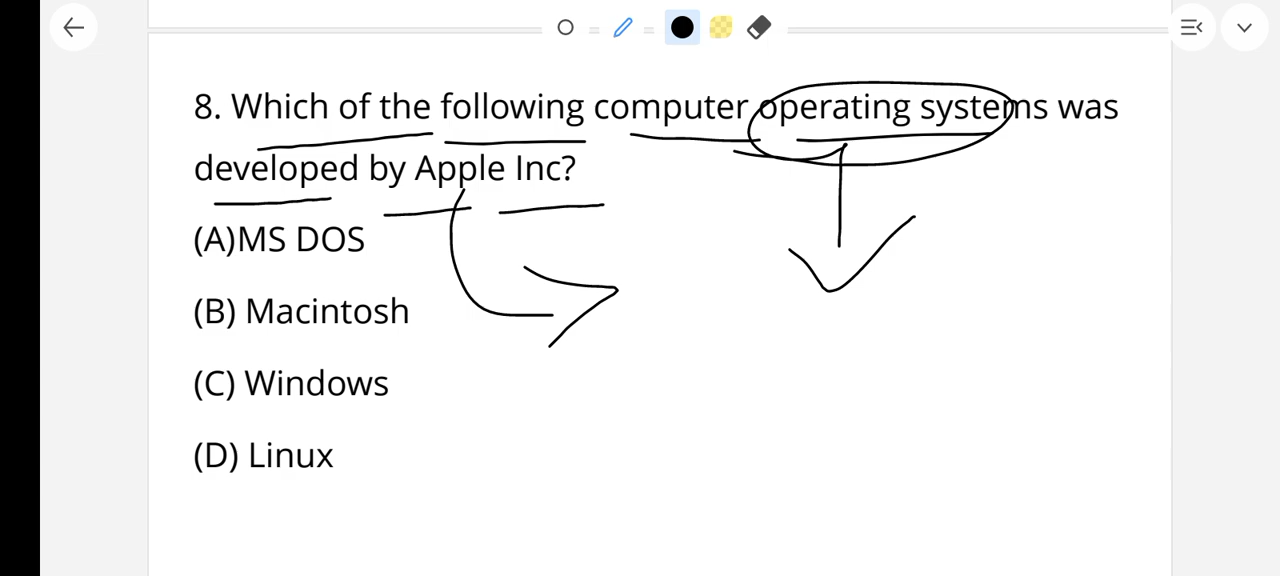 8. Which of the following computer operating systems was
developed by Apple Inc?
(A)MS DOS
(B) Macintosh
(C) Windows
(D) Linux